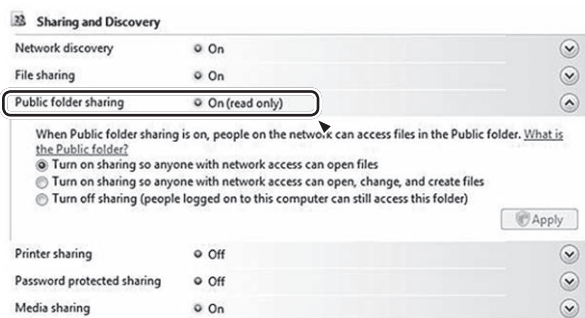 Sharing and Discovery
Network discovery On
File sharing On
Public folder sharing On (read only)
When Public folder sharing is on, people on the network can access files in the Public folder. What is
the Public folder?
Turn on sharing so anyone with network access can open files
Turn on sharing so anyone with network access can open, change, and create files
Turn off sharing (people logged on to this computer can still access this folder)
Apply
Printer sharing Off
Password protected sharing Off
Media sharing On